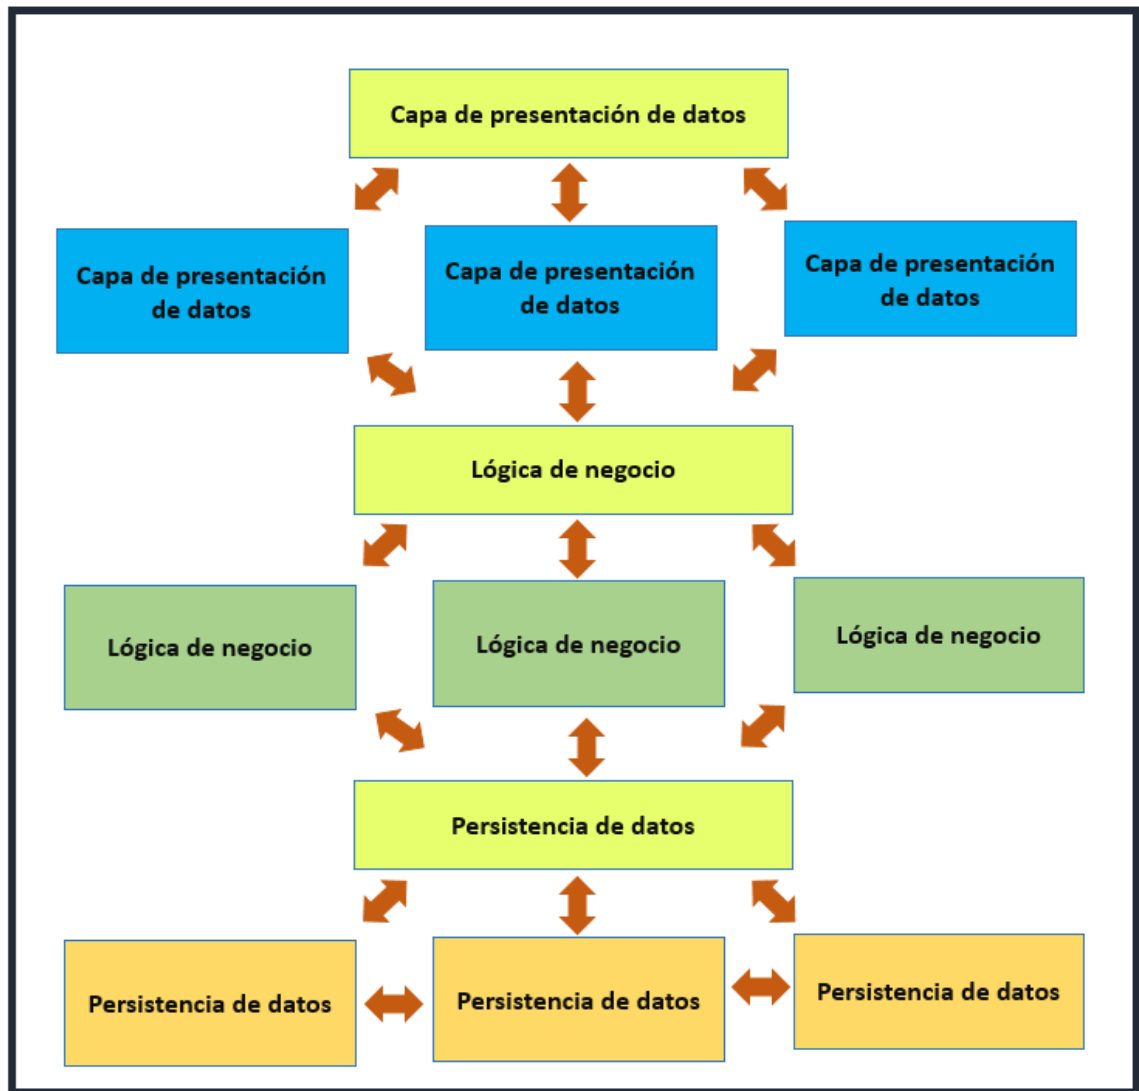 Capa de presentación de datos
Capa de presentación
de datos
Capa de presentación
de datos
Capa de presentación
de datos
Lógica de negocio
Lógica de negocio
Lógica de negocio
Lógica de negocio
Persistencia de datos
Persistencia de datos
Persistencia de datos
Persistencia de datos